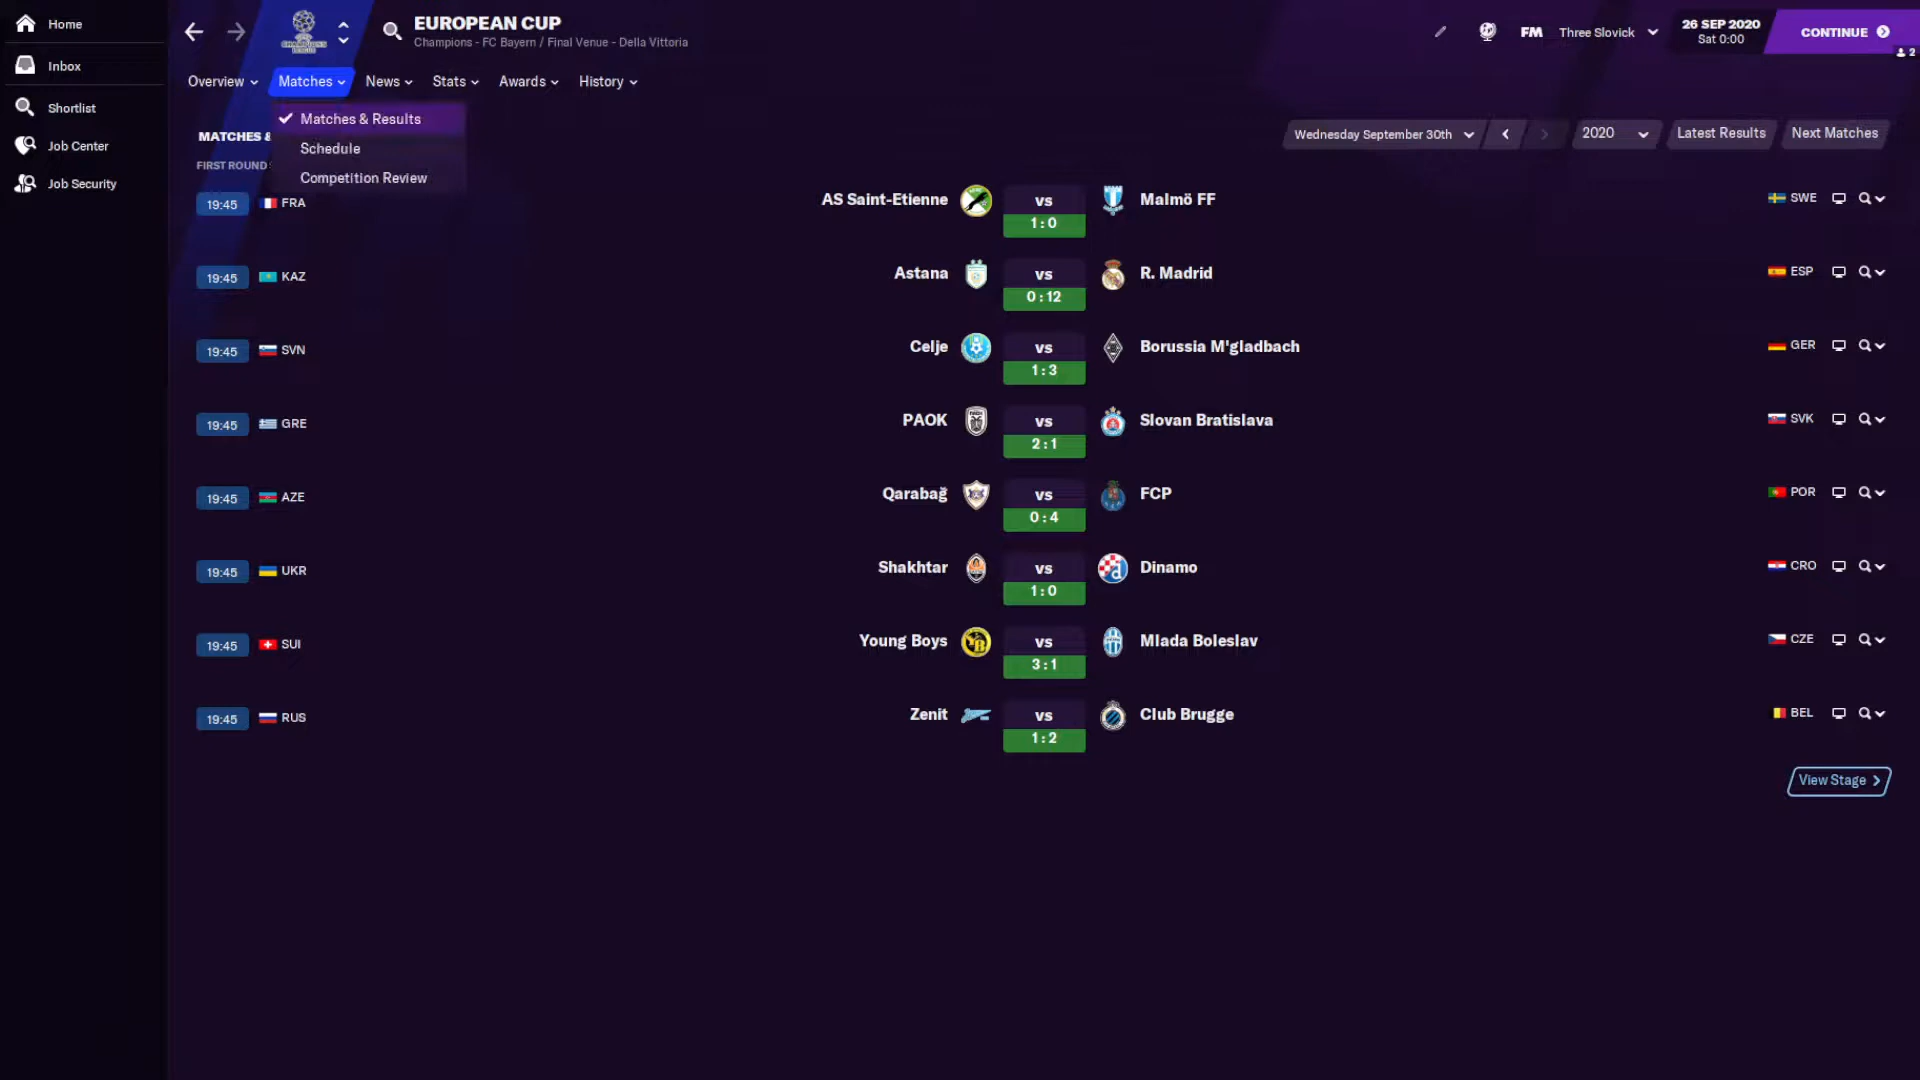 Home
Inbox
Shortlist
Job Center
Job Security
EUROPEAN CUP
Champions - FC Bayern / Final Venue - Della Vittoria
FM
Three Slovick
26 SEP 2020
Sat 0:00
CONTINUE
2
Overview
Matches
News
Stats
Awards
History
Matches & Results
Schedule
Competition Review
MATCHES &
FIRST ROUND
Wednesday September 30th
2020
Latest Results
Next Matches
19:45 FRA AS Saint-Etienne vs Malmö FF SWE
1 : 0
19:45 KAZ Astana vs R. Madrid ESP
0 : 12
19:45 SVN Celje vs Borussia M'gladbach GER
1 : 3
19:45 GRE PAOK vs Slovan Bratislava SVK
2 : 1
19:45 AZE Qarabağ vs FCP POR
0 : 4
19:45 UKR Shakhtar vs Dinamo CRO
1 : 0
19:45 SUI Young Boys vs Mlada Boleslav CZE
3 : 1
19:45 RUS Zenit vs Club Brugge BEL
1 : 2
View Stage